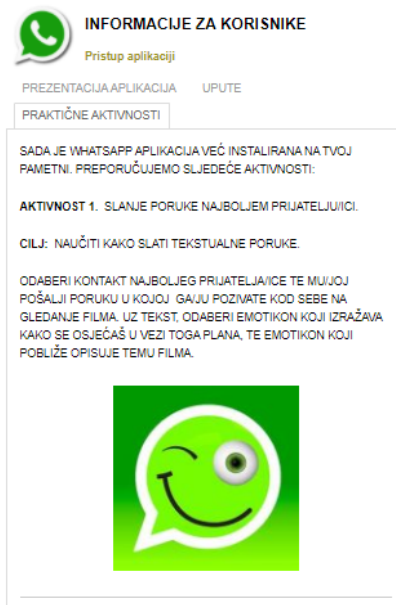 INFORMACIJE ZA KORISNIKE
Pristup aplikaciji
PREZENTACIJA APLIKACIJA UPUTE
PRAKTIČNE AKTIVNOSTI
SADA JE WHATSAPP APLIKACIJA VEĆ INSTALIRANA NA TVOJ
PAMETNI. PREPORUČUJEMO SLJEDEĆE AKTIVNOSTI:
AKTIVNOST 1. SLANJE PORUKE NAJBOLJEM PRIJATELJU/ICI.
CILJ: NAUČITI KAKO SLATI TEKSTUALNE PORUKE.
ODABERI KONTAKT NAJBOLJEG PRIJATELJA/ICE TE MU/JOJ
POŠALJI PORUKU U KOJOJ GA/JU POZIVATE KOD SEBE NA
GLEDANJE FILMA. UZ TEKST, ODABERI EMOTIKON KOJI IZRAŽAVA
KAKO SE OSJEĆAŠ U VEZI TOGA PLANA, TE EMOTIKON KOJI
POBLIŽE OPISUJE TEMU FILMA.